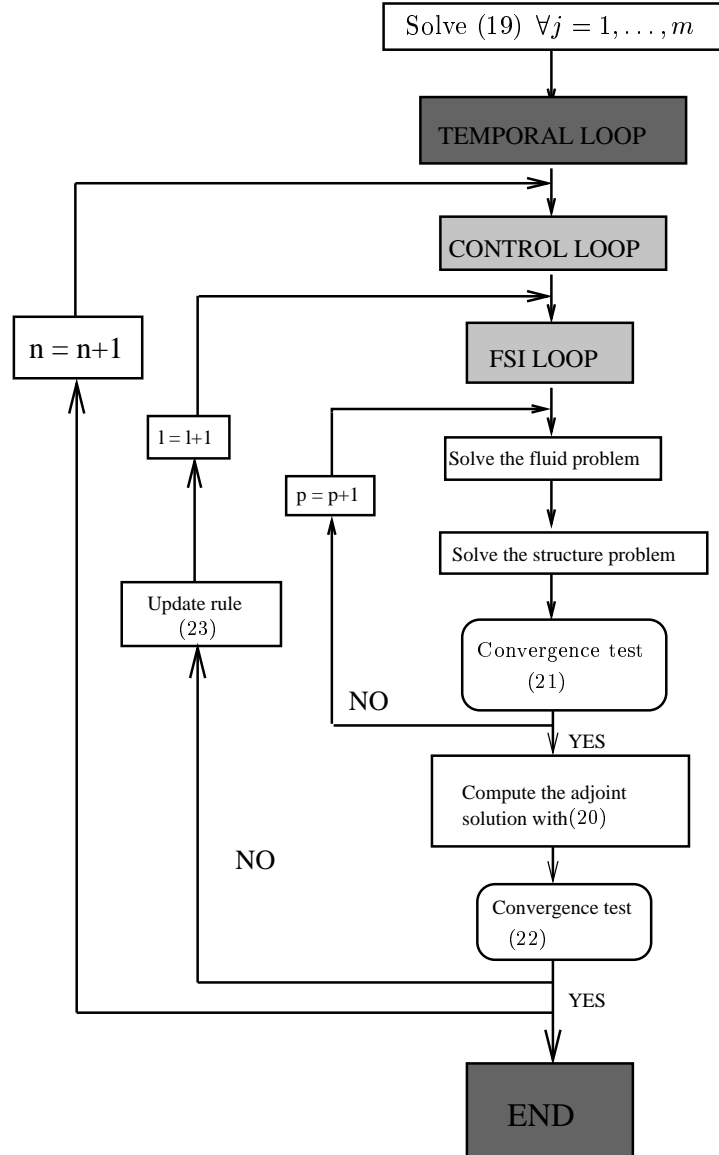 Solve (19) ∀j = 1, . . . , m
TEMPORAL LOOP
CONTROL LOOP
n = n+1
FSI LOOP
l = l+1
Solve the fluid problem
p = p+1
Solve the structure problem
Update rule
(23)
Convergence test
(21)
NO
YES
Compute the adjoint
solution with (20)
NO
Convergence test
(22)
YES
END